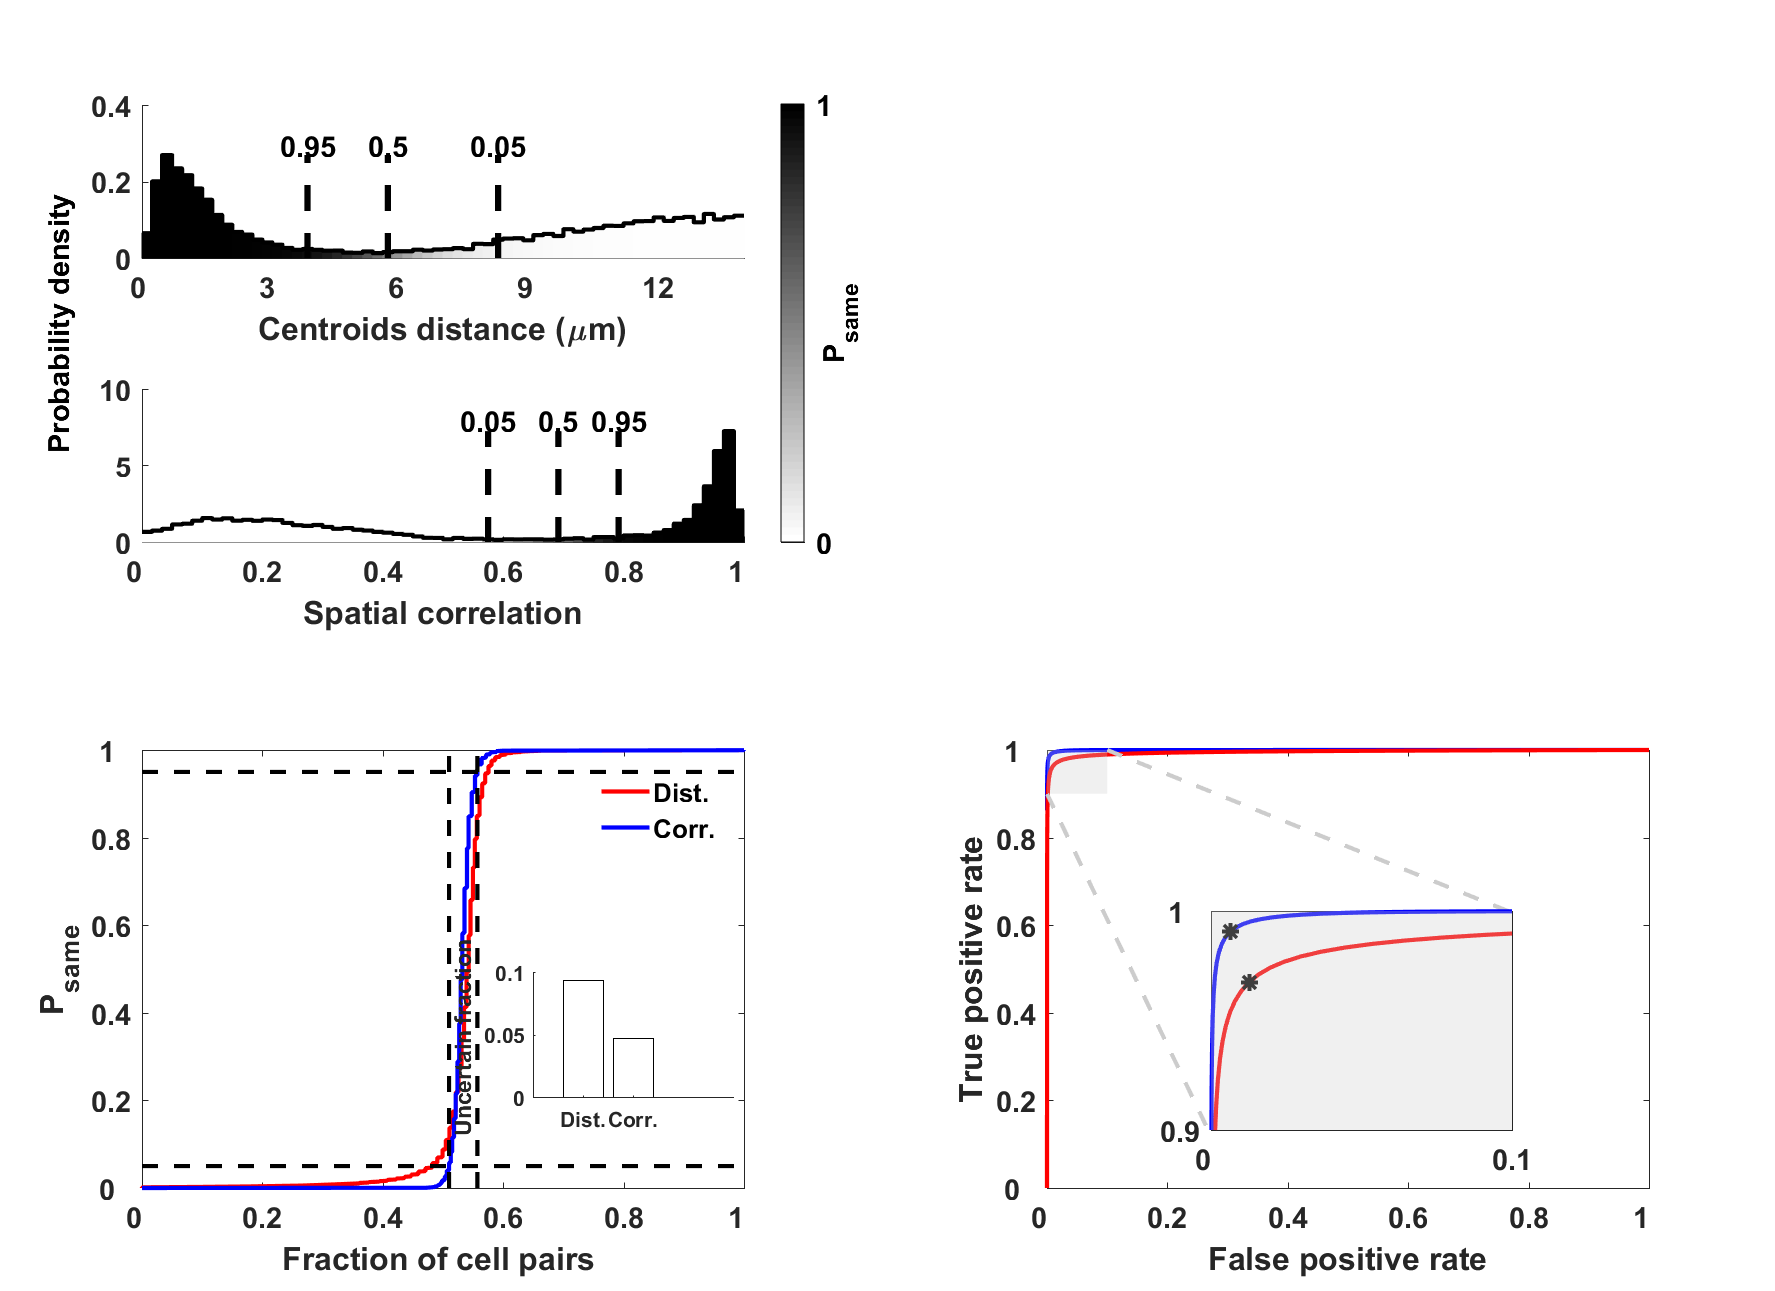 0.4
0.2
0
0.95 0.5 0.05
0 3 6 9 12
Centroids distance (μm)
Probability density
10
5
0
0.05 0.5 0.95
0 0.2 0.4 0.6 0.8 1
Spatial correlation
1
0
P same
1
0.8
0.6
0.4
0.2
0
P same
Dist.
Corr.
0.1
0.05
0
Uncertain fraction
Dist. Corr.
0 0.2 0.4 0.6 0.8 1
Fraction of cell pairs
1
0.8
0.6
0.4
0.2
0
True positive rate
1
0.9
0 0.1
0 0.2 0.4 0.6 0.8 1
False positive rate